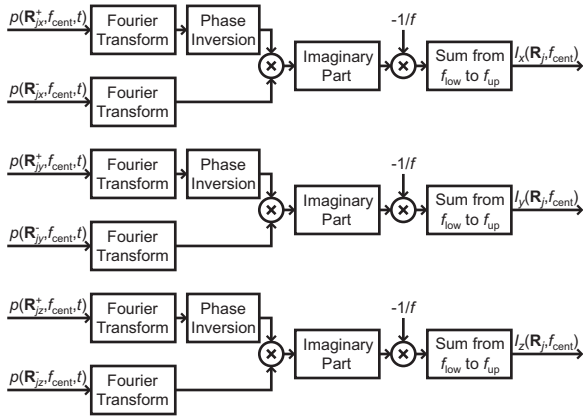 p(R⁺jx,fcent,t)
Fourier Transform
Phase Inversion
Imaginary Part
-1/f
Sum from flow to fup
Ix(Rj,fcent)
p(R⁻jx,fcent,t)
Fourier Transform
p(R⁺jy,fcent,t)
Fourier Transform
Phase Inversion
Imaginary Part
-1/f
Sum from flow to fup
Iy(Rj,fcent)
p(R⁻jy,fcent,t)
Fourier Transform
p(R⁺jz,fcent,t)
Fourier Transform
Phase Inversion
Imaginary Part
-1/f
Sum from flow to fup
Iz(Rj,fcent)
p(R⁻jz,fcent,t)
Fourier Transform